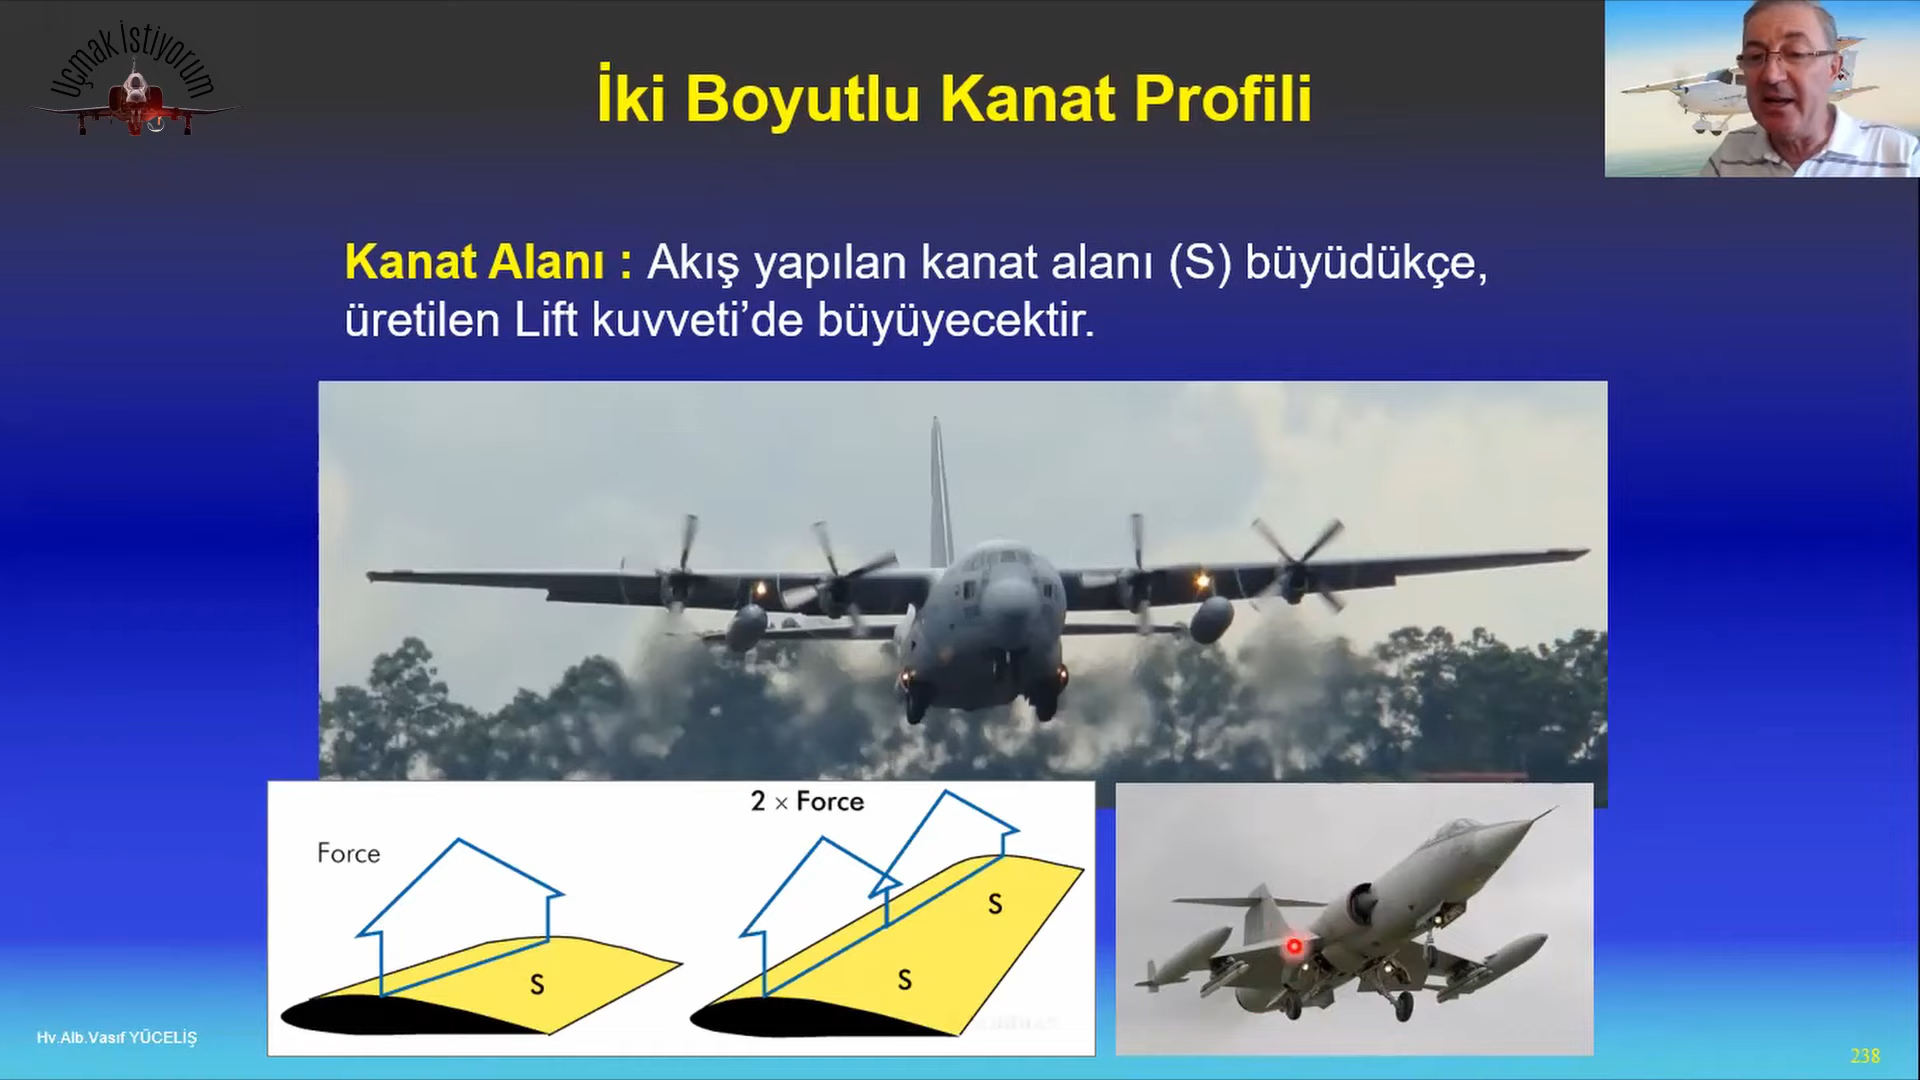 Uçmak İstiyorum
İki Boyutlu Kanat Profili
Kanat Alanı : Akış yapılan kanat alanı (S) büyüdükçe,
üretilen Lift kuvveti’de büyüyecektir.
Force
2 × Force
S
S
S
Hv.Alb.Vasıf YÜCELİŞ
238